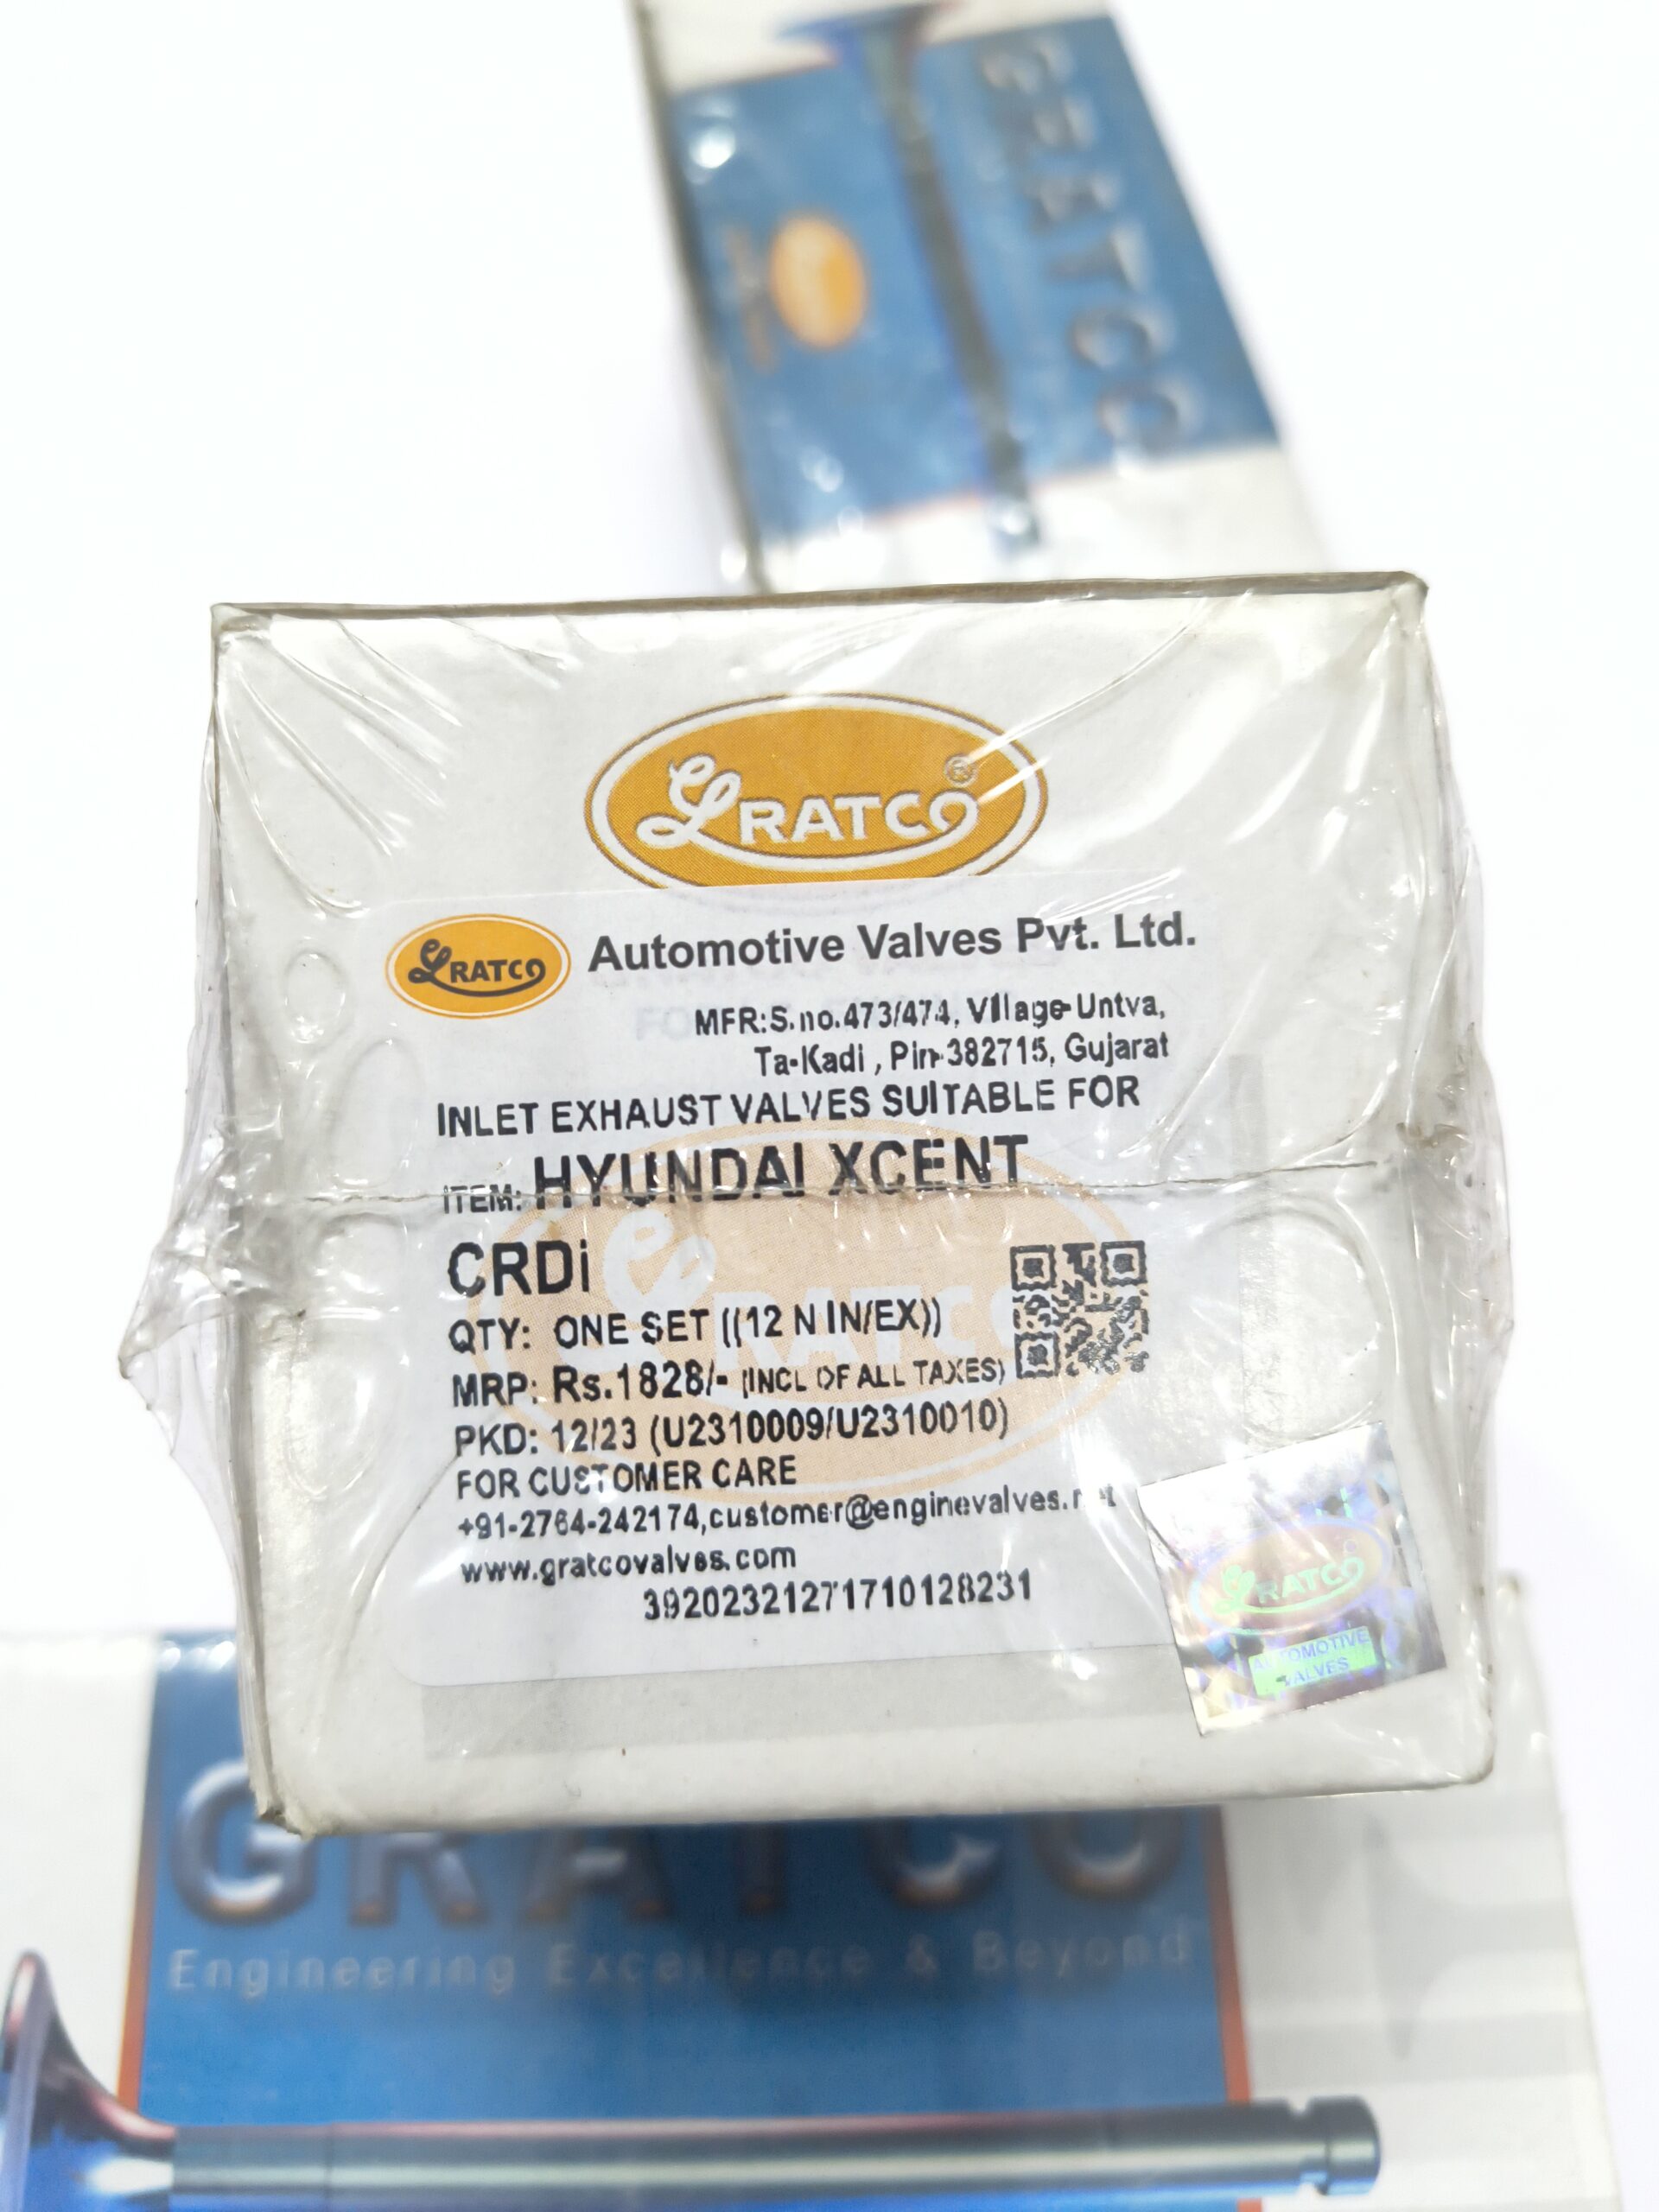 GRATCO
GRATCO®
GRATCO Automotive Valves Pvt. Ltd.
MFR:S.no.473/474, Village-Untva,
Ta-Kadi , Pin-382715, Gujarat
INLET EXHAUST VALVES SUITABLE FOR
ITEM: HYUNDAI XCENT
CRDi
QTY: ONE SET ((12 N IN/EX))
MRP: Rs.1828/- (INCL OF ALL TAXES)
PKD: 12/23 (U2310009/U2310010)
FOR CUSTOMER CARE
+91-2764-242174,customer@enginevalves.net
www.gratcovalves.com
39202321271710128231
GRATCO
AUTOMOTIVE
VALVES
GRATCO
Engineering Excellence & Beyond